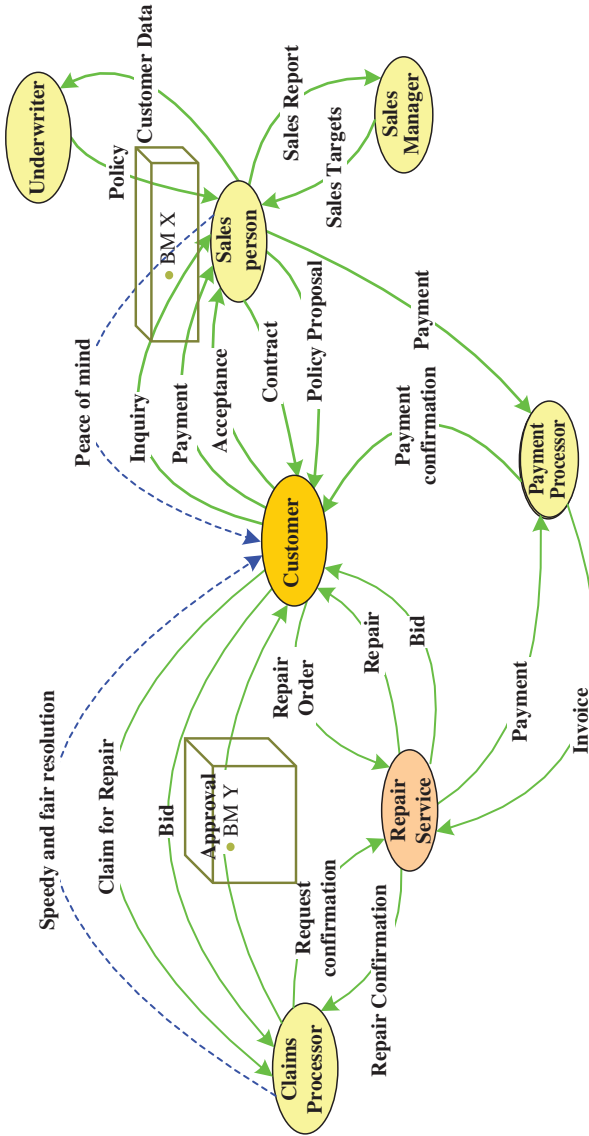 Speedy and fair resolution
Peace of mind
Claim for Repair
Inquiry
Bid
Payment
Approval
BM Y
Acceptance
BM X
Policy
Customer Data
Underwriter
Claims
Processor
Customer
Sales
person
Contract
Policy Proposal
Sales Report
Sales Targets
Sales
Manager
Request
confirmation
Repair
Order
Repair
Bid
Payment
confirmation
Payment
Repair Confirmation
Repair
Service
Payment
Payment
Processor
Invoice